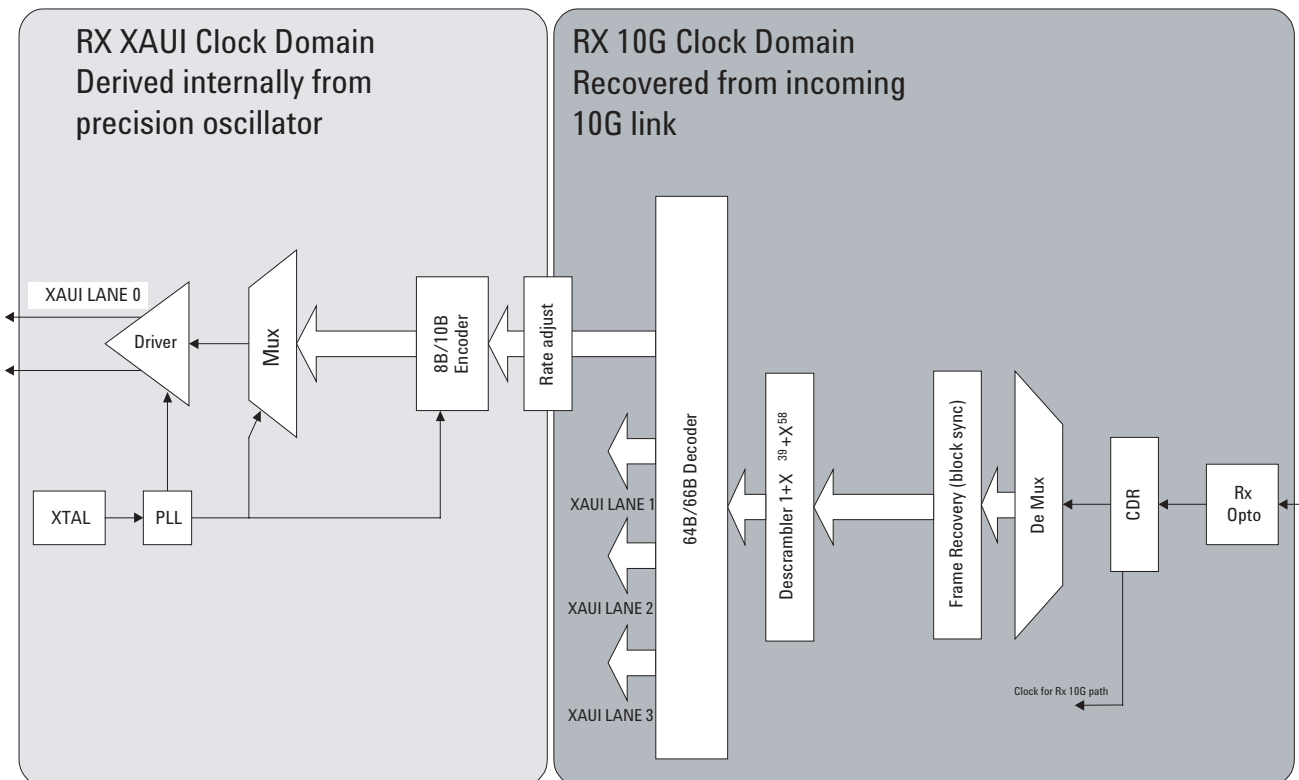 RX XAUI Clock Domain
Derived internally from
precision oscillator
RX 10G Clock Domain
Recovered from incoming
10G link
XAUI LANE 0
Driver
Mux
8B/10B
Encoder
Rate adjust
XTAL
PLL
XAUI LANE 1
XAUI LANE 2
XAUI LANE 3
64B/66B Decoder
Descrambler 1+X 39+X58
Frame Recovery (block sync)
De Mux
CDR
Rx
Opto
Clock for Rx 10G path